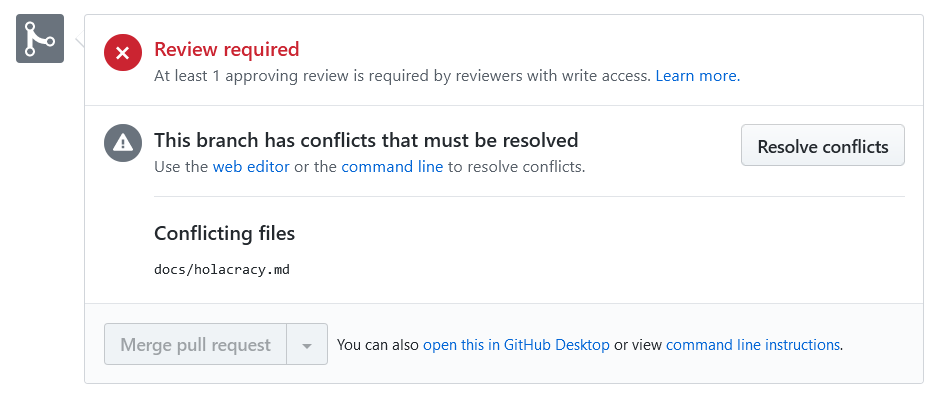 Review required
At least 1 approving review is required by reviewers with write access. Learn more.
This branch has conflicts that must be resolved
Use the web editor or the command line to resolve conflicts.
Resolve conflicts
Conflicting files
docs/holacracy.md
Merge pull request
You can also open this in GitHub Desktop or view command line instructions.